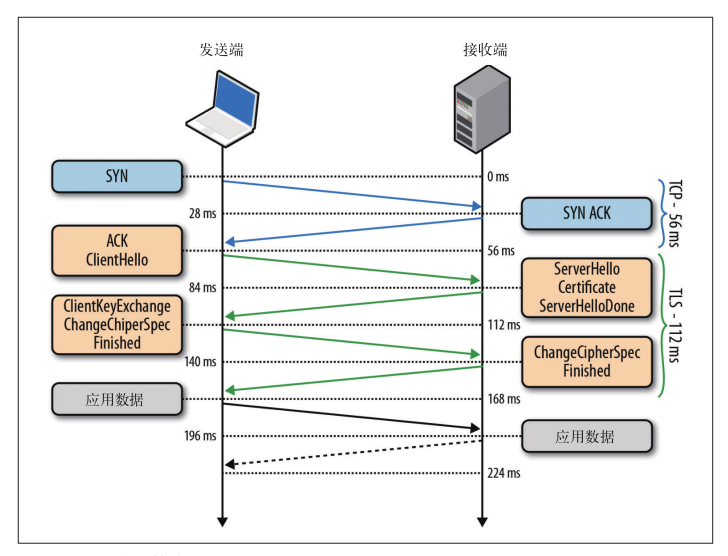 发送端
接收端
SYN
0 ms
28 ms
SYN ACK
TCP - 56 ms
ACK
ClientHello
56 ms
84 ms
ServerHello
Certificate
ServerHelloDone
TLS - 112 ms
ClientKeyExchange
ChangeChiperSpec
Finished
112 ms
140 ms
ChangeCipherSpec
Finished
应用数据
168 ms
196 ms
应用数据
224 ms